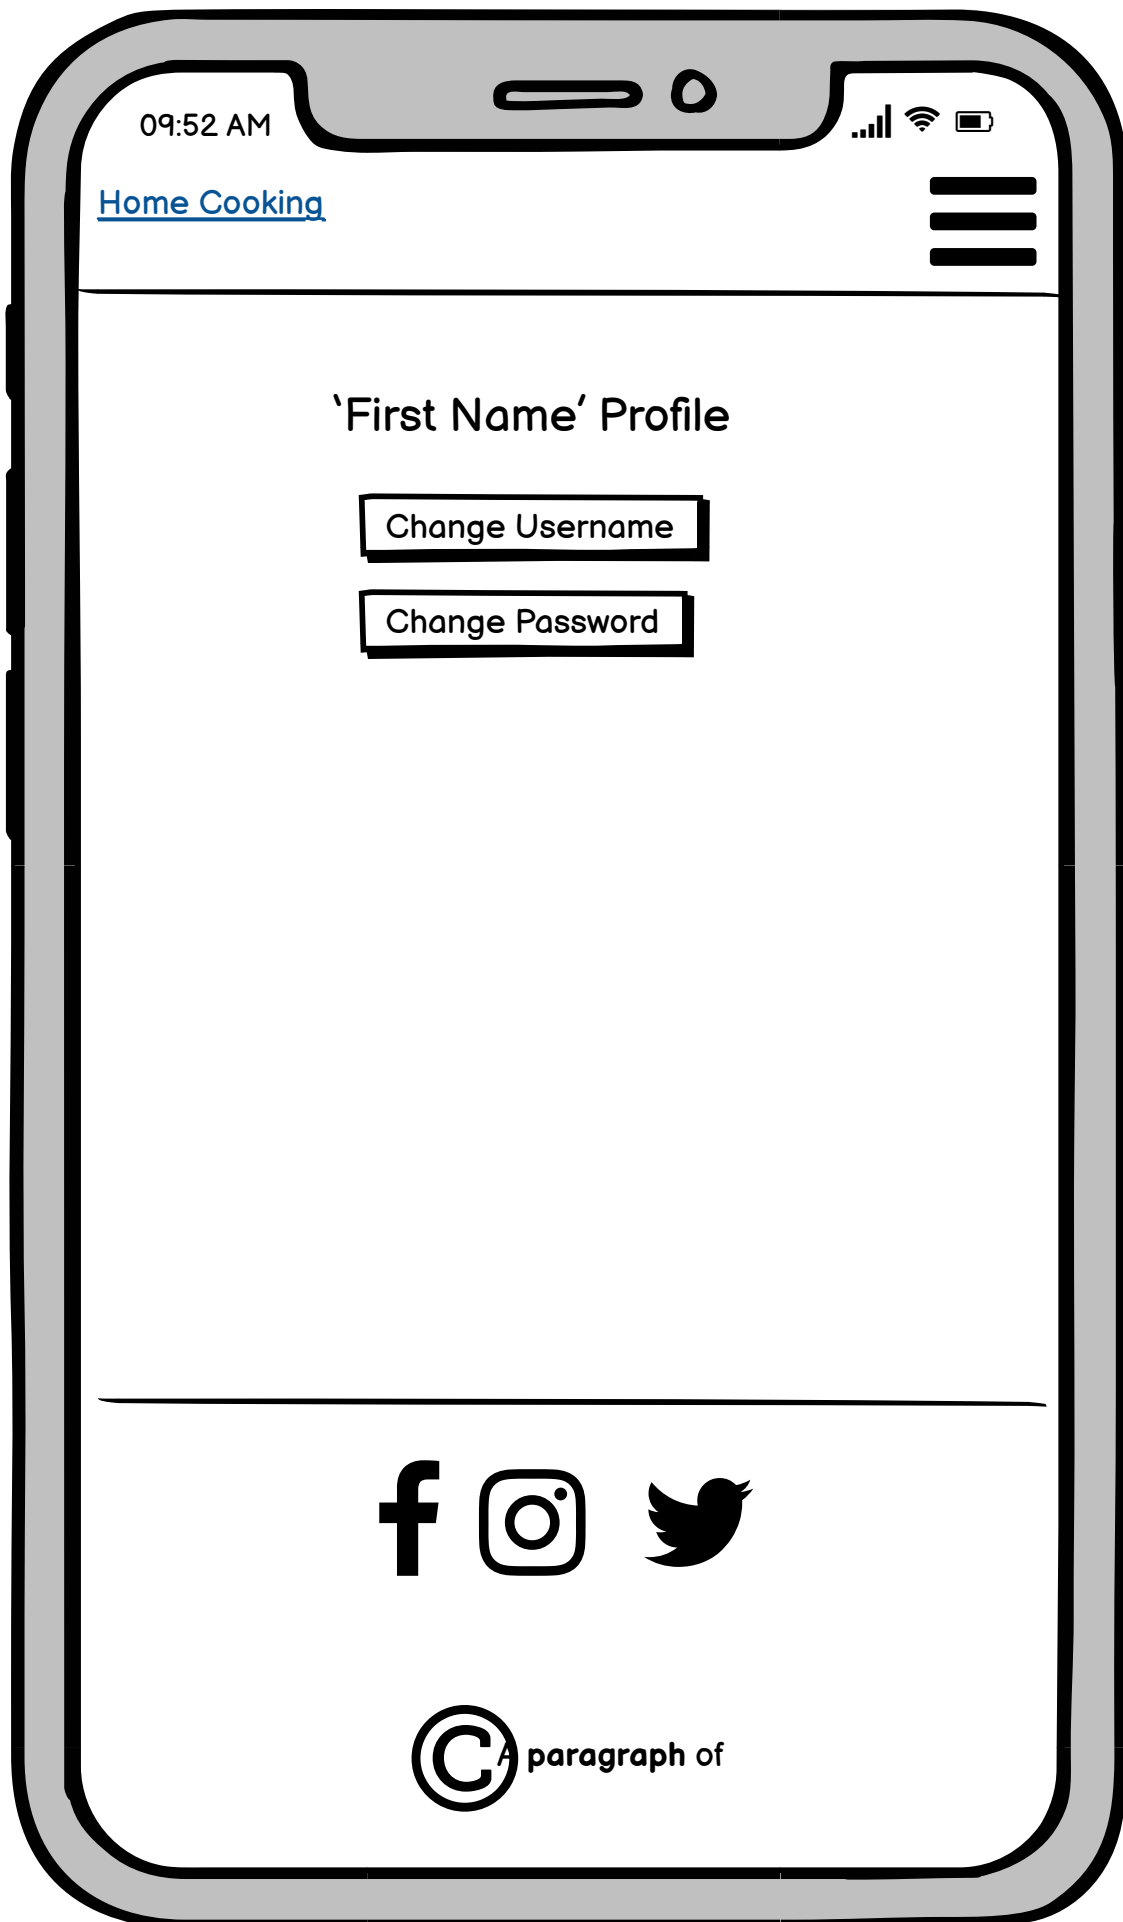 09:52 AM
Home Cooking
‘First Name’ Profile
Change Username
Change Password
© A paragraph of